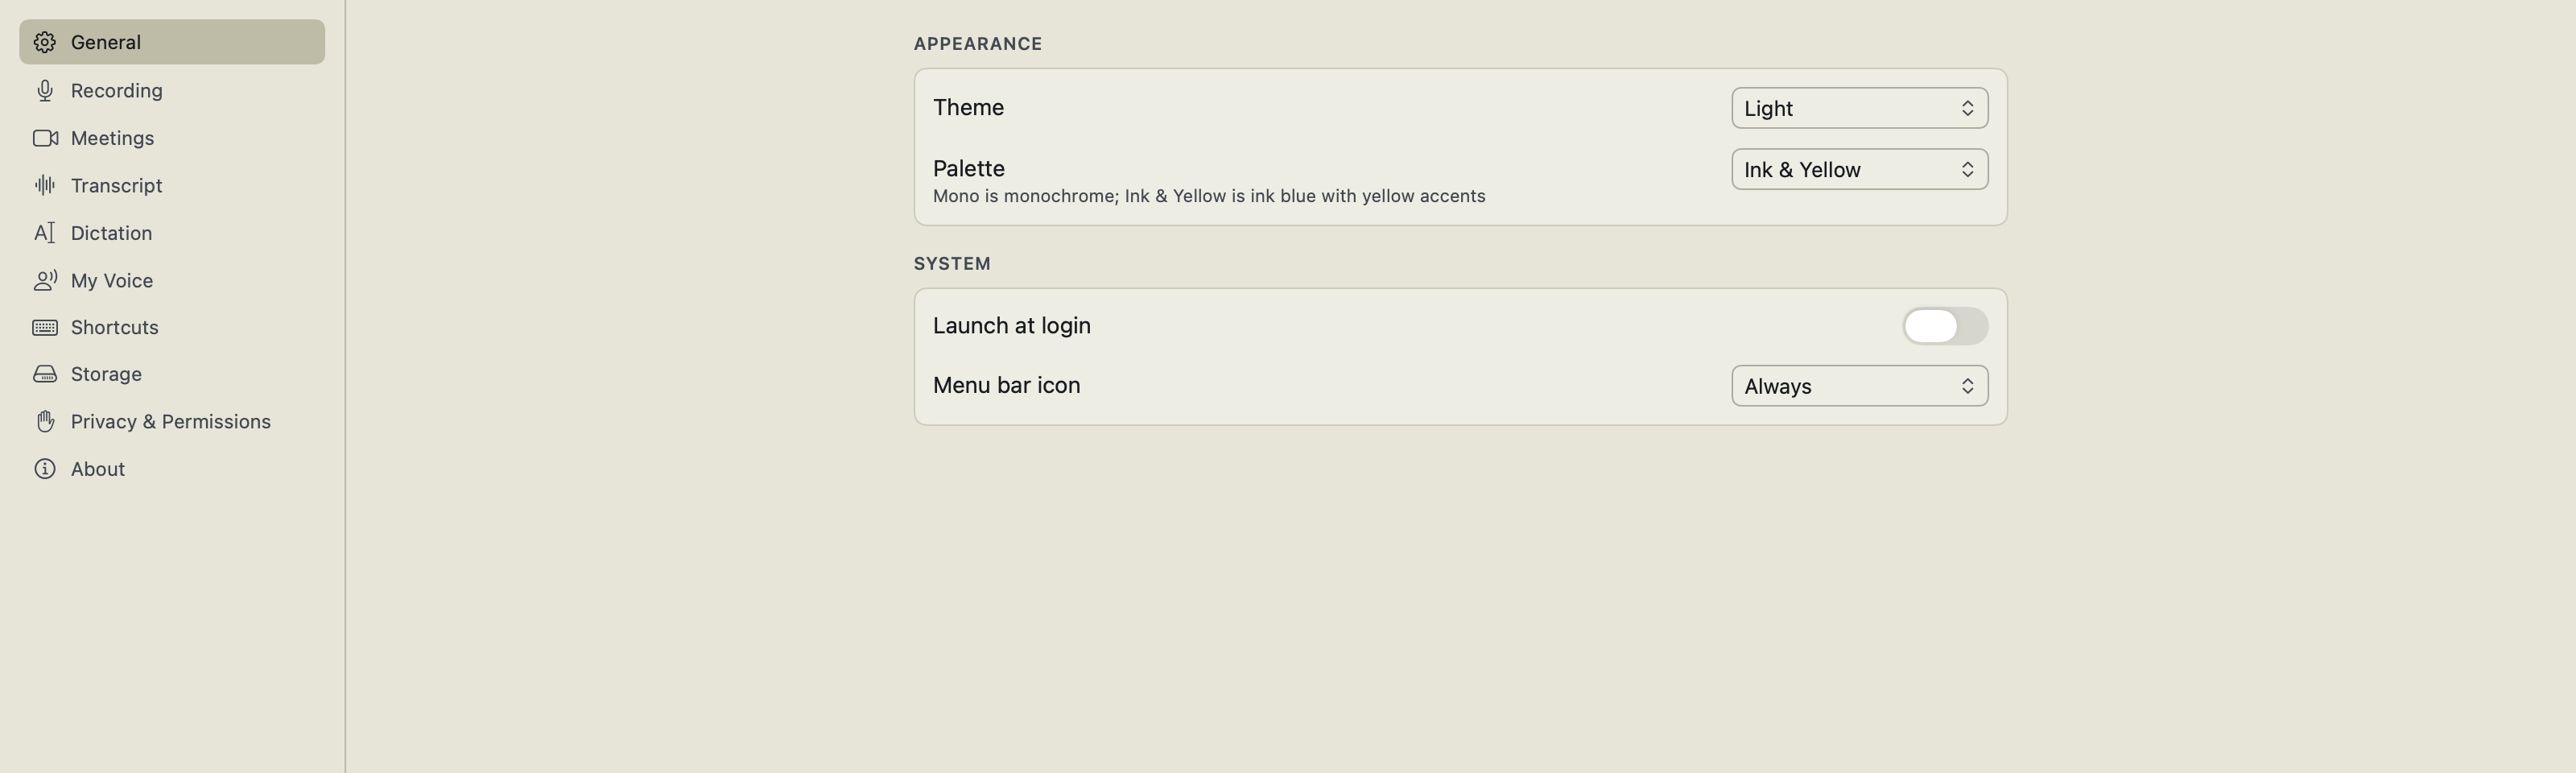 General
Recording
Meetings
Transcript
Dictation
My Voice
Shortcuts
Storage
Privacy & Permissions
About
APPEARANCE
Theme
Light
Palette
Ink & Yellow
Mono is monochrome; Ink & Yellow is ink blue with yellow accents
SYSTEM
Launch at login
Menu bar icon
Always